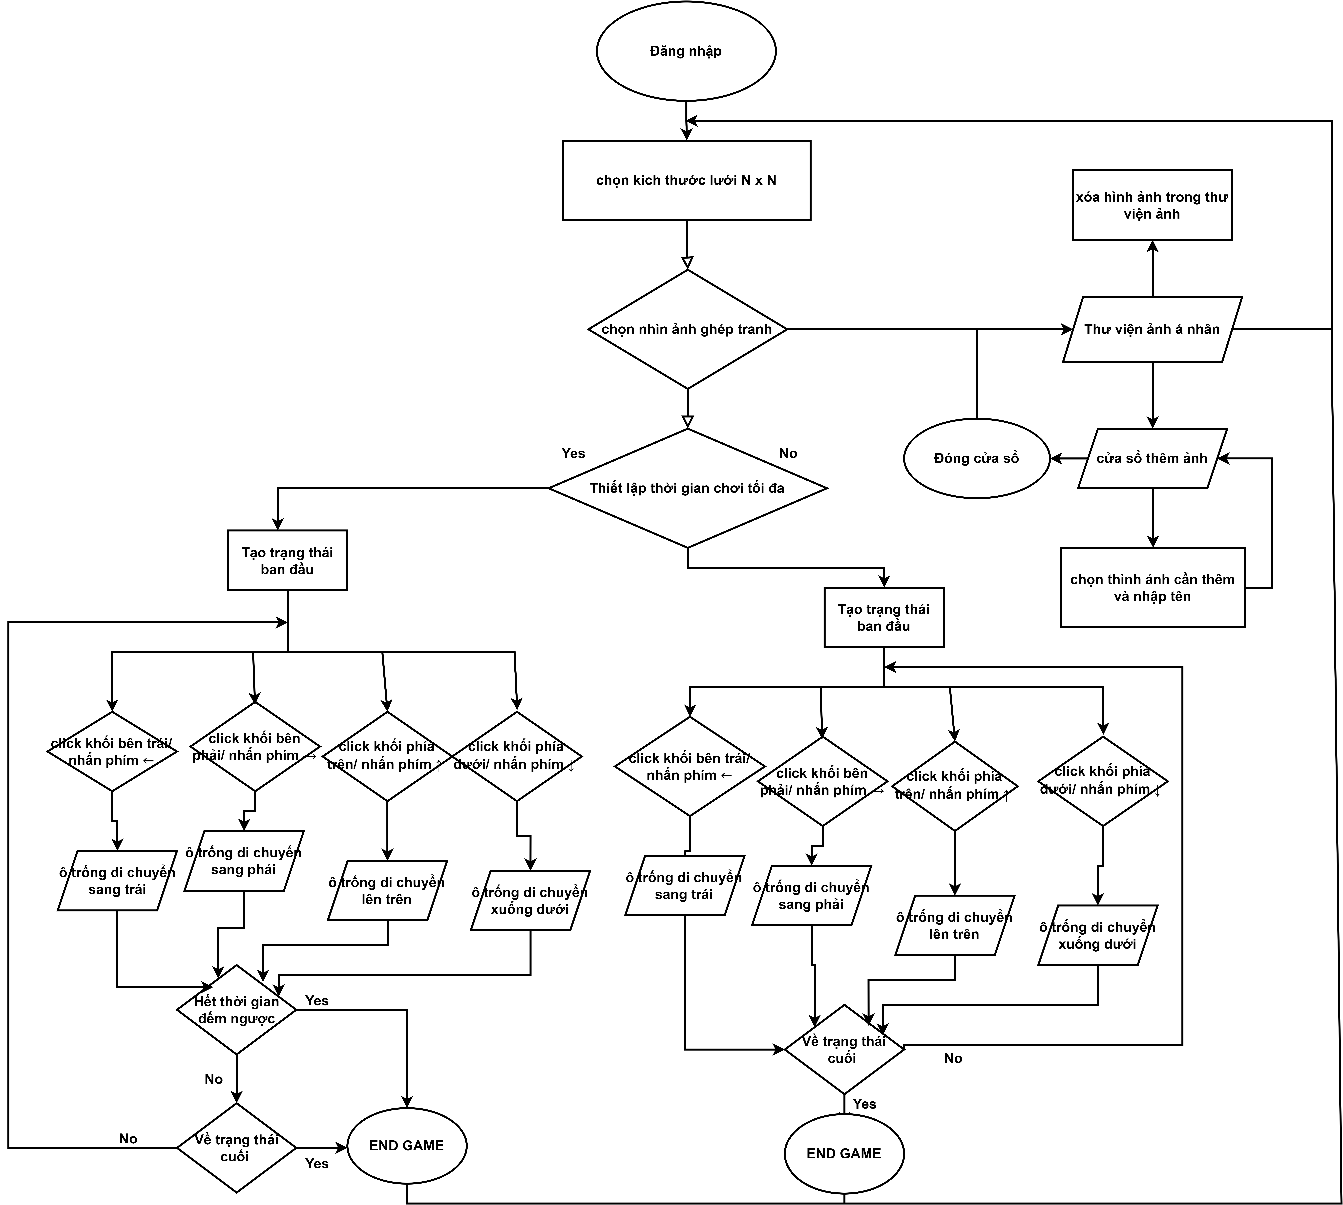 Đăng nhập
chọn kich thước lưới N x N
xóa hình ảnh trong thư
viện ảnh
chọn nhìn ảnh ghép tranh
Thư viện ảnh á nhân
Yes
No
Đóng cửa sổ
cửa sổ thêm ảnh
Thiết lập thời gian chơi tối đa
Tạo trạng thái
ban đầu
chọn thình ánh cần thêm
và nhập tên
Tạo trạng thái
ban đầu
click khối bên trái/
nhấn phím ←
click khối bên
phải/ nhấn phím →
click khối phía
trên/ nhấn phím ↑
click khối phía
dưới/ nhấn phím ↓
click khối bên trái/
nhấn phím ←
click khối bên
phải/ nhấn phím →
click khối phía
trên/ nhấn phím ↑
click khối phía
dưới/ nhấn phím ↓
ô trống di chuyển
sang trái
ô trống di chuyển
sang phải
ô trống di chuyển
lên trên
ô trống di chuyển
xuống dưới
ô trống di chuyển
sang trái
ô trống di chuyển
sang phải
ô trống di chuyển
lên trên
ô trống di chuyển
xuống dưới
Hết thời gian
đếm ngược
Yes
No
Về trạng thái
cuối
No
Yes
Về trạng thái
cuối
No
Yes
END GAME
END GAME